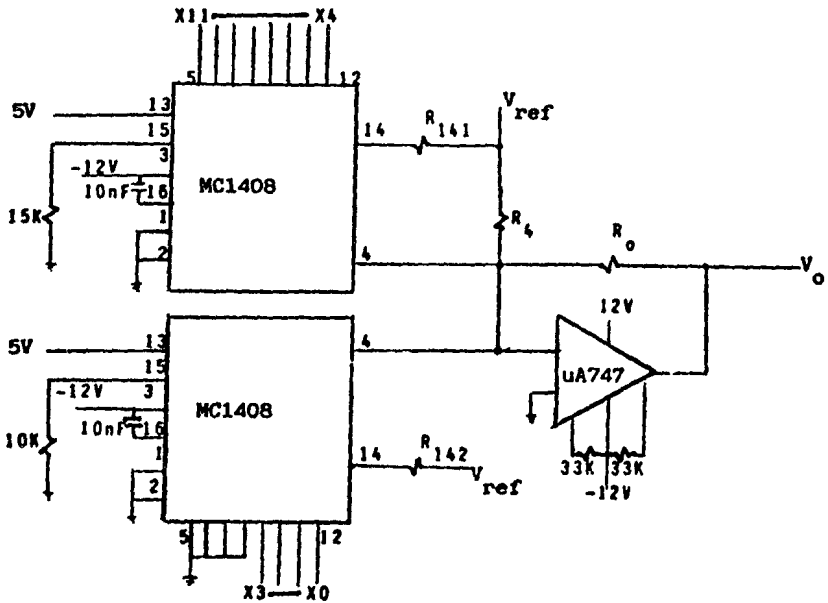 X11 X4
5 12
5V 13
15
3
-12V
10nF 16
15K
1
2
MC1408
14 R141
Vref
R4
4
Ro
Vo
5V 13
15
-12V 3
10nF 16
10K
1
2
MC1408
4
14 R142
Vref
5 12
X3 X0
12V
uA747
33K 33K
-12V